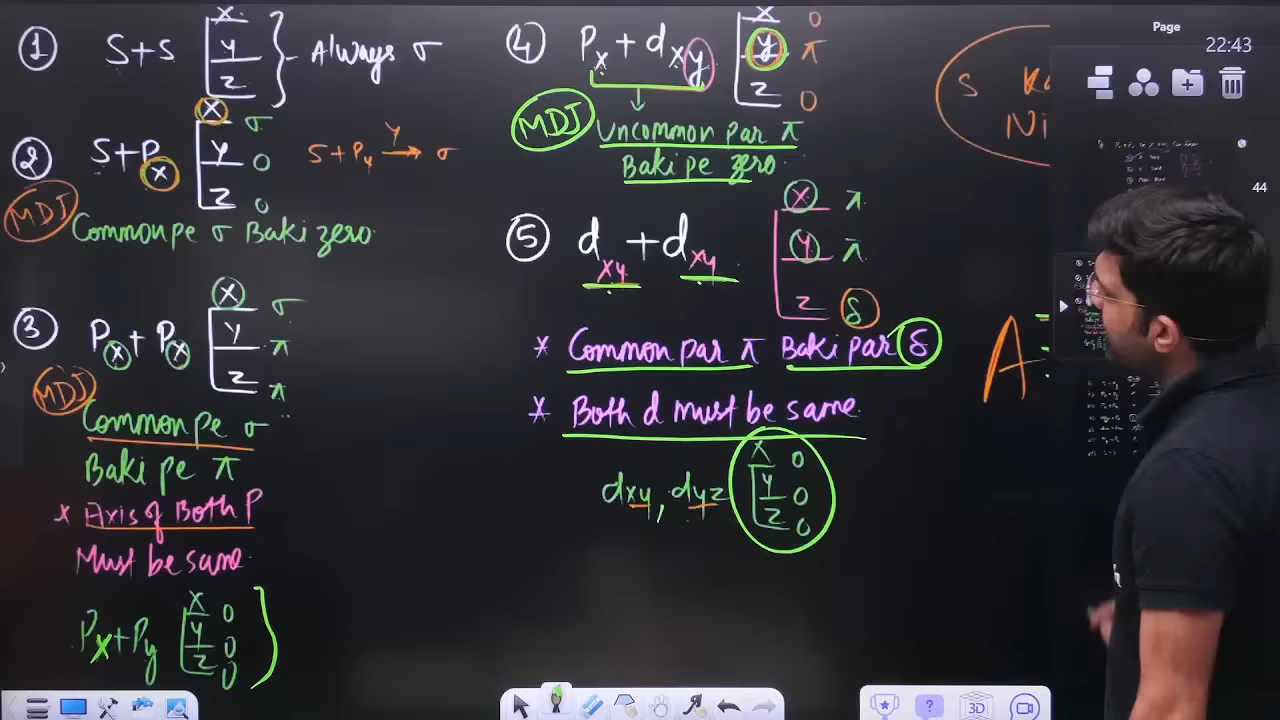 ① S+S X
Y
Z
Always σ
② S+Px X σ
Y 0
Z 0
S+Py Y → σ
MDJ
Common pe σ Baki zero
③ Px + Px X σ
Y π
Z π
MDJ
Common pe σ
Baki pe π
* Axis of Both P
Must be same
Px+Py X 0
Y 0
Z 0
④ Px + dxy X 0
Y π
Z 0
MDJ
Uncommon par π
Baki pe zero
⑤ dxy + dxy X π
Y π
Z δ
* Common par π Baki par δ
* Both d must be same
dxy, dyz X 0
Y 0
Z 0
S
Ni
A
Page
22:43
44
3D